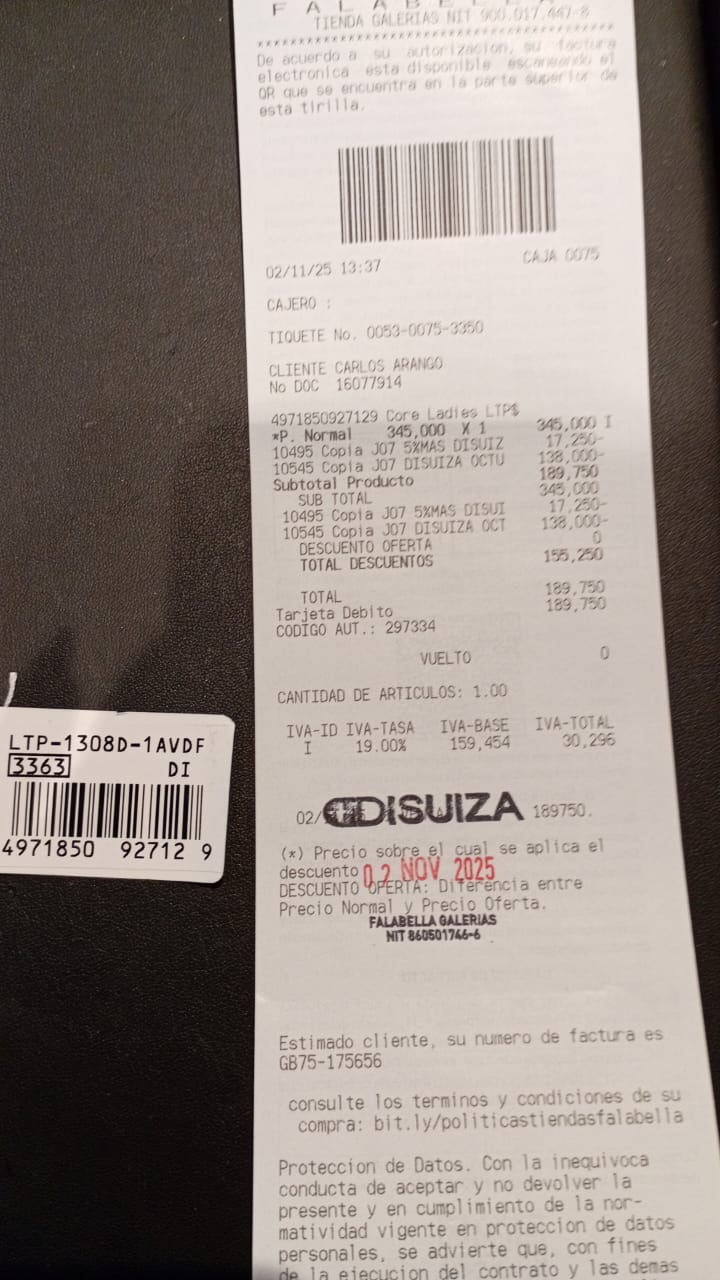 FALABELLA
TIENDA GALERIAS NIT 900.017.447-8
De acuerdo a su autorizacion, su factura
electronica esta disponible escaneando el
QR que se encuentra en la parte superior de
esta tirilla.
02/11/25 13:37 CAJA 0075
CAJERO :
TIQUETE No. 0053-0075-3350
CLIENTE CARLOS ARANGO
No DOC 16077914
4971850927129 Core Ladies LTP$ 345,000 I
*P. Normal 345,000 X 1
10495 Copia J07 5%MAS DISUIZ 17,250-
10545 Copia J07 DISUIZA OCTU 138,000-
Subtotal Producto 189,750
SUB TOTAL 345,000
10495 Copia J07 5%MAS DISUI 17,250-
10545 Copia J07 DISUIZA OCT 138,000-
DESCUENTO OFERTA 0
TOTAL DESCUENTOS 155,250
TOTAL 189,750
Tarjeta Debito 189,750
CODIGO AUT.: 297334
VUELTO 0
CANTIDAD DE ARTICULOS: 1.00
IVA-ID IVA-TASA IVA-BASE IVA-TOTAL
I 19.00% 159,454 30,296
02/ DISUIZA 189750.
(*) Precio sobre el cual se aplica el
descuento 02 NOV 2025
DESCUENTO OFERTA: Diferencia entre
Precio Normal y Precio Oferta.
FALABELLA GALERIAS
NIT 860501746-6
Estimado cliente, su numero de factura es
GB75-175656
consulte los terminos y condiciones de su
compra: bit.ly/politicastiendasfalabella
Proteccion de Datos. Con la inequivoca
conducta de aceptar y no devolver la
presente y en cumplimiento de la nor-
matividad vigente en proteccion de datos
personales, se advierte que, con fines
de la ejecucion del contrato y las demas
LTP-1308D-1AVDF
3363 DI
4971850 92712 9